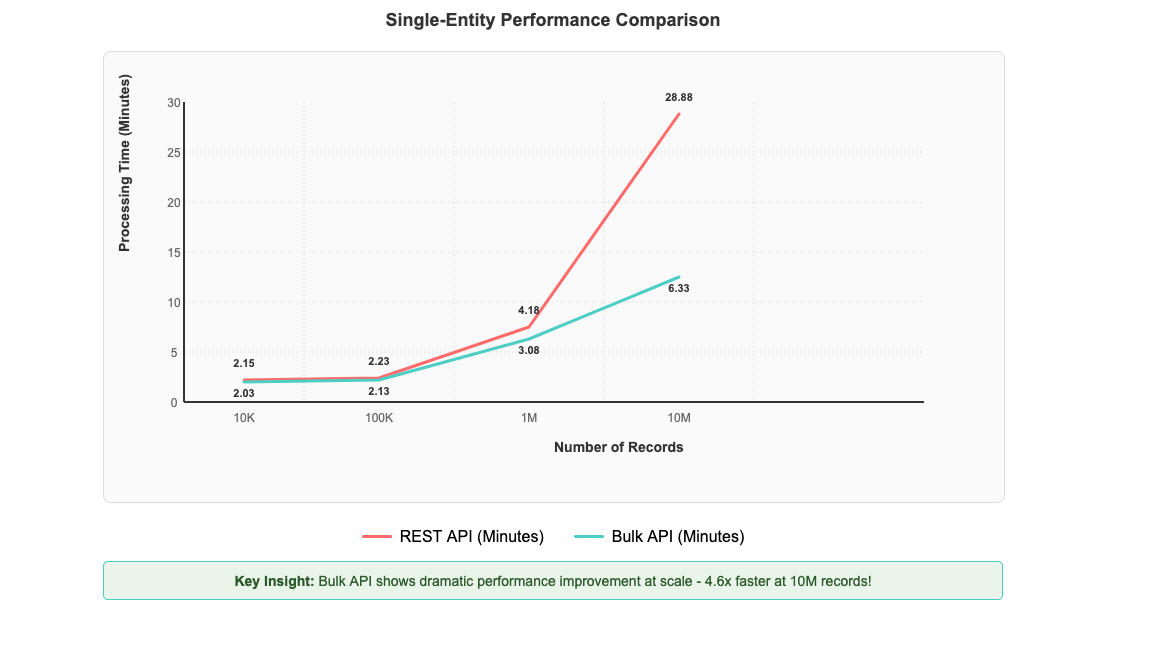 Single-Entity Performance Comparison
Processing Time (Minutes)
30
25
20
15
10
5
0
28.88
4.18
6.33
3.08
2.15
2.23
2.03
2.13
10K 100K 1M 10M
Number of Records
REST API (Minutes) Bulk API (Minutes)
Key Insight: Bulk API shows dramatic performance improvement at scale - 4.6x faster at 10M records!